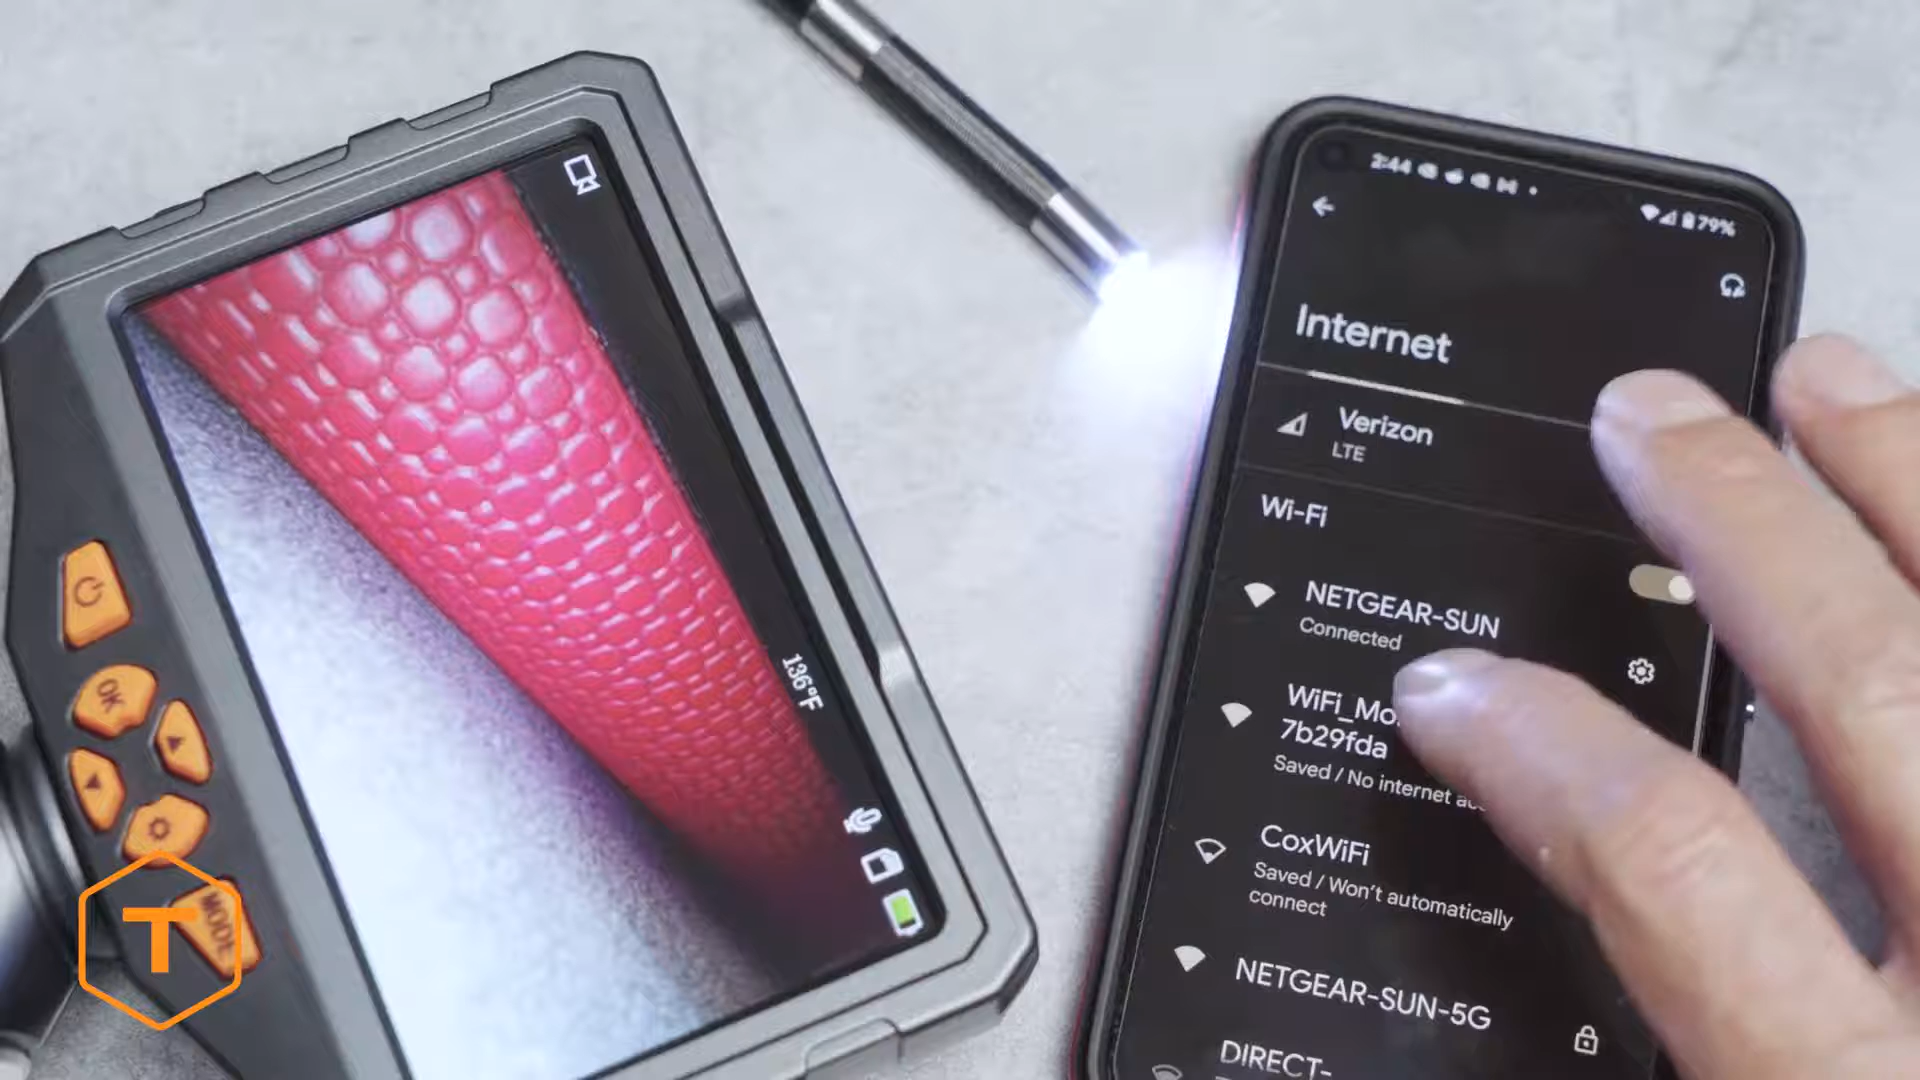 136°F
OK
MODE
T
2:44
79%
Internet
Verizon
LTE
Wi-Fi
NETGEAR-SUN
Connected
WiFi_Mo
7b29fda
Saved / No internet
CoxWiFi
Saved / Won't automatically
connect
NETGEAR-SUN-5G
DIRECT-